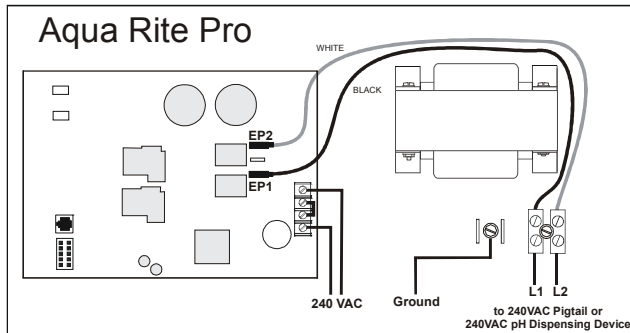 Aqua Rite Pro
WHITE
BLACK
EP2
EP1
240 VAC
Ground
L1 L2
to 240VAC Pigtail or
240VAC pH Dispensing Device